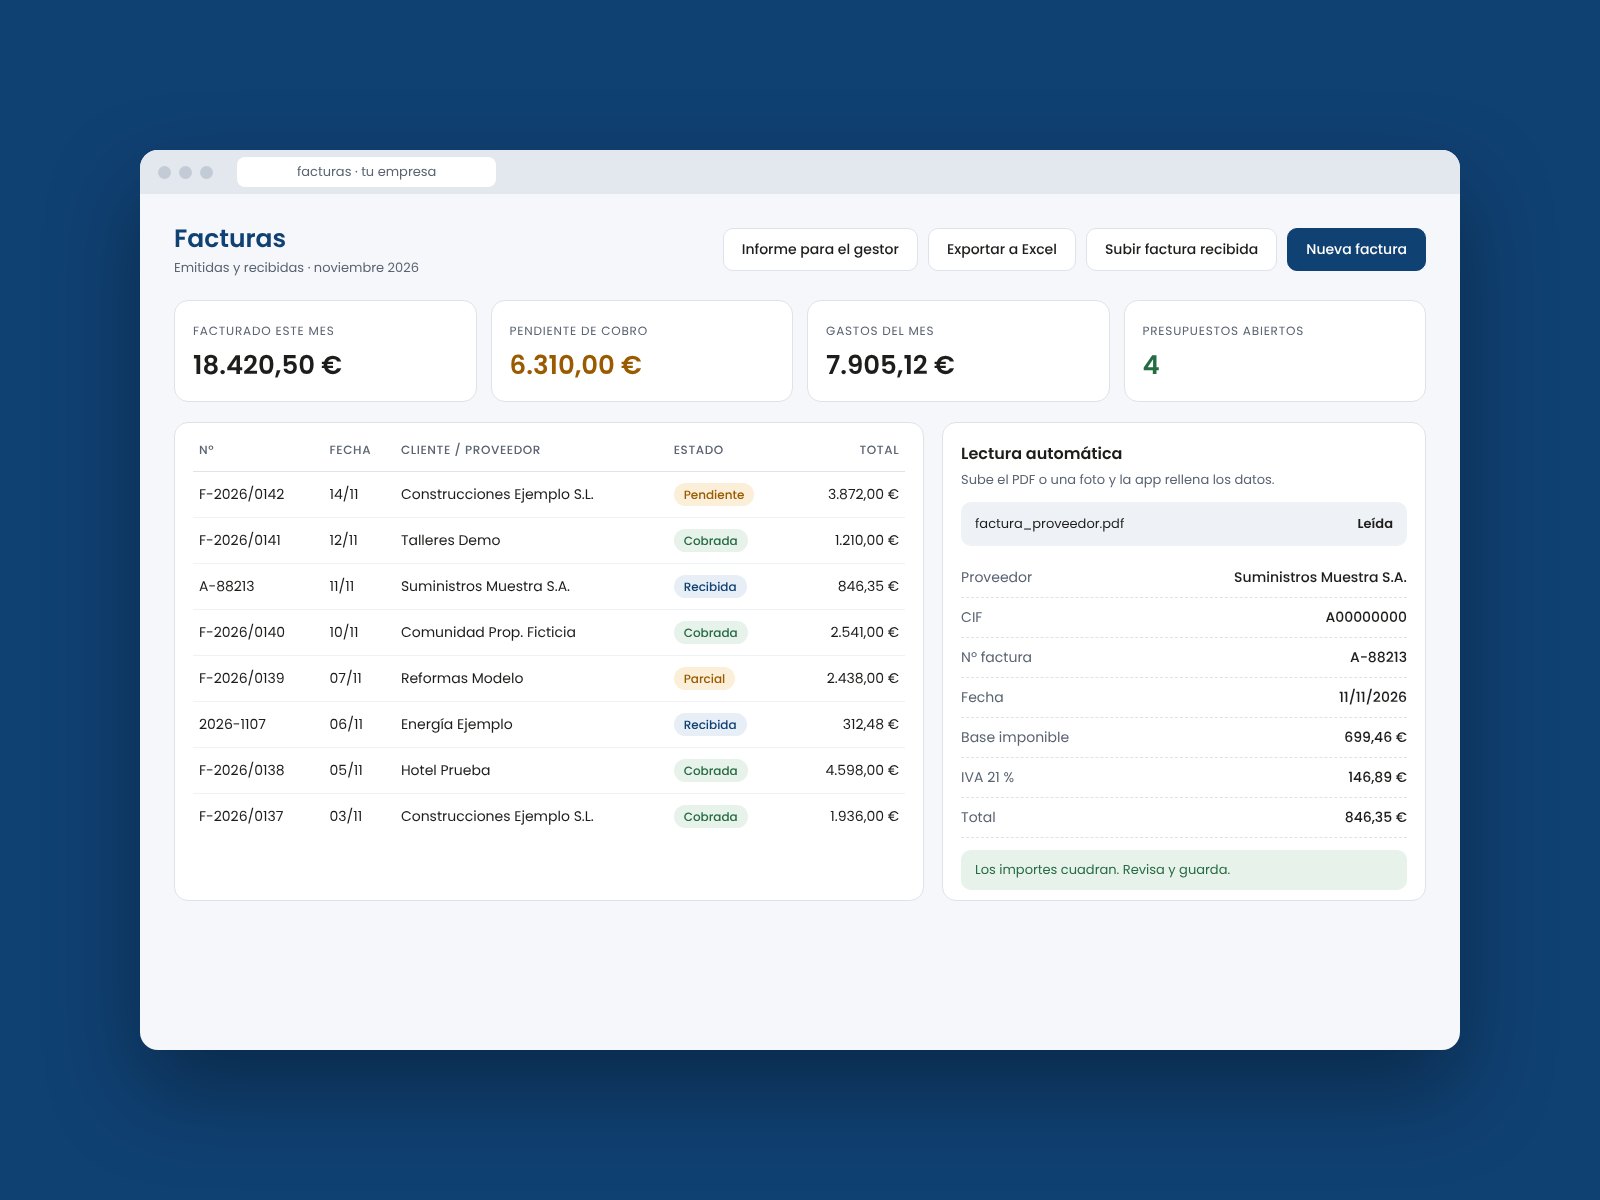 facturas · tu empresa
Facturas
Emitidas y recibidas · noviembre 2026
Informe para el gestor
Exportar a Excel
Subir factura recibida
Nueva factura
FACTURADO ESTE MES
18.420,50 €
PENDIENTE DE COBRO
6.310,00 €
GASTOS DEL MES
7.905,12 €
PRESUPUESTOS ABIERTOS
4
Nº FECHA CLIENTE / PROVEEDOR ESTADO TOTAL
F-2026/0142 14/11 Construcciones Ejemplo S.L. Pendiente 3.872,00 €
F-2026/0141 12/11 Talleres Demo Cobrada 1.210,00 €
A-88213 11/11 Suministros Muestra S.A. Recibida 846,35 €
F-2026/0140 10/11 Comunidad Prop. Ficticia Cobrada 2.541,00 €
F-2026/0139 07/11 Reformas Modelo Parcial 2.438,00 €
2026-1107 06/11 Energía Ejemplo Recibida 312,48 €
F-2026/0138 05/11 Hotel Prueba Cobrada 4.598,00 €
F-2026/0137 03/11 Construcciones Ejemplo S.L. Cobrada 1.936,00 €
Lectura automática
Sube el PDF o una foto y la app rellena los datos.
factura_proveedor.pdf Leída
Proveedor Suministros Muestra S.A.
CIF A00000000
Nº factura A-88213
Fecha 11/11/2026
Base imponible 699,46 €
IVA 21 % 146,89 €
Total 846,35 €
Los importes cuadran. Revisa y guarda.